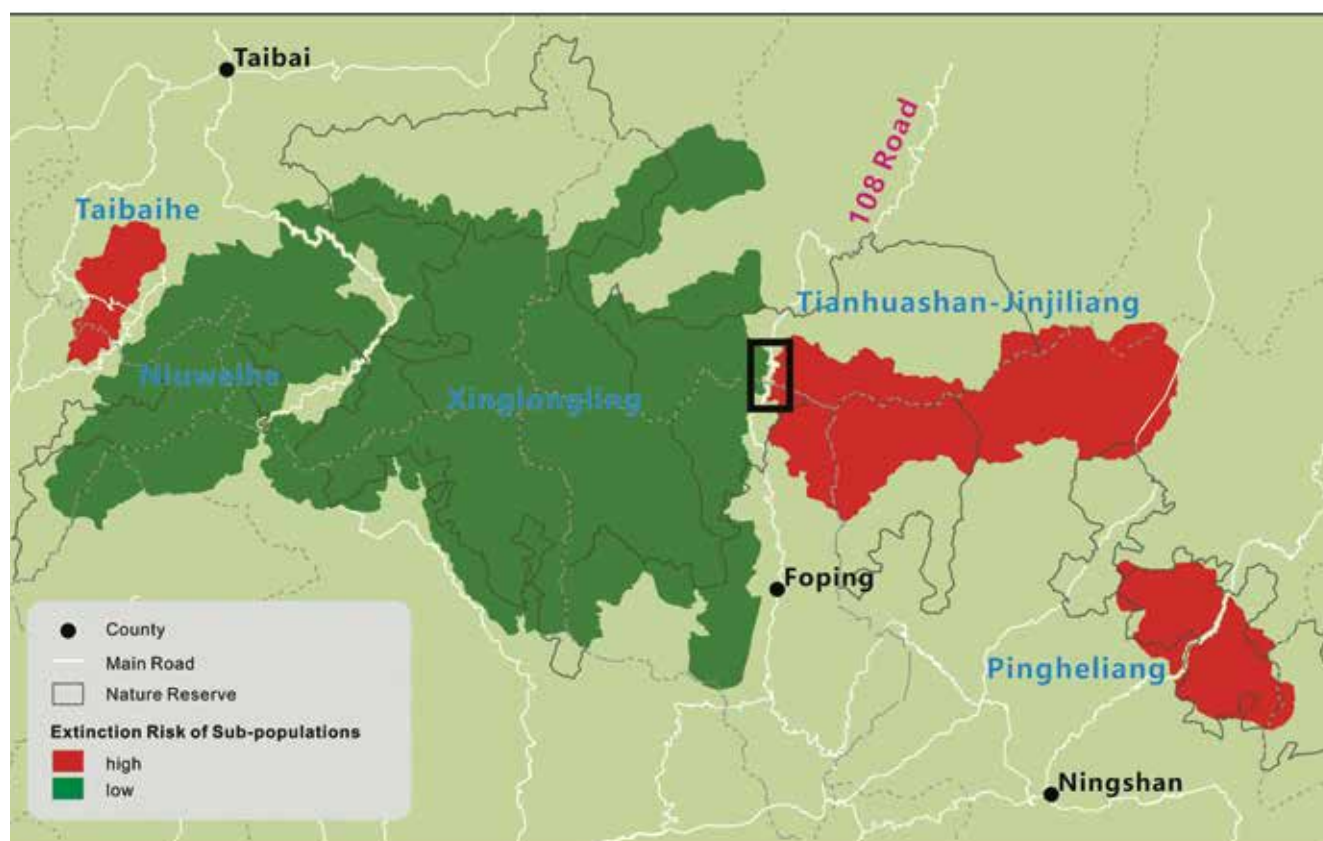 Taibai
108 Road
Taibaihe
Tianhuashan-Jinjiliang
Niuweihe
Xinglongling
Foping
Pingheliang
Ningshan
County
Main Road
Nature Reserve
Extinction Risk of Sub-populations
high
low